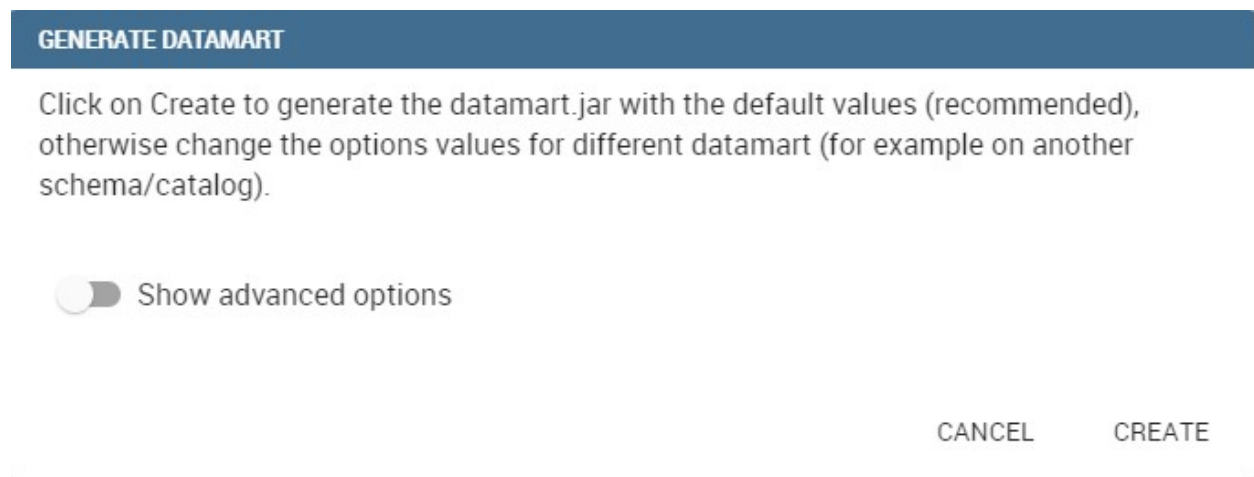 GENERATE DATAMART
Click on Create to generate the datamart.jar with the default values (recommended),
otherwise change the options values for different datamart (for example on another
schema/catalog).
Show advanced options
CANCEL CREATE